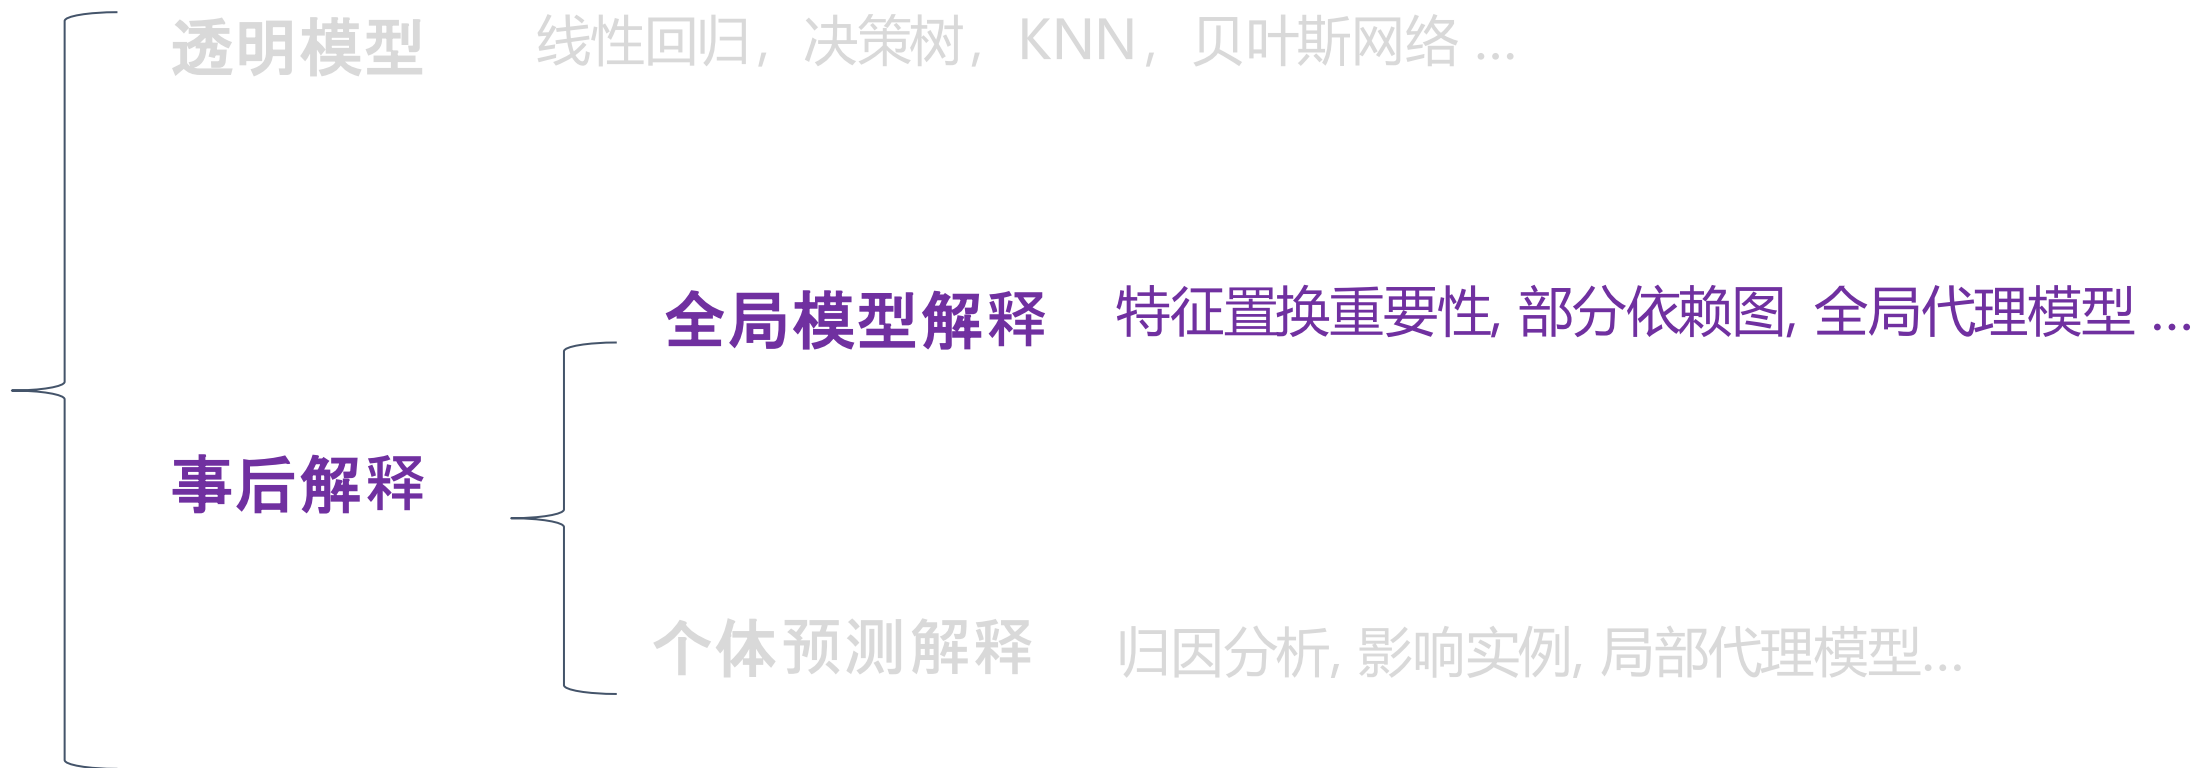 透明模型 线性回归，决策树，KNN，贝叶斯网络 ...
全局模型解释 特征置换重要性, 部分依赖图, 全局代理模型 ...
事后解释
个体预测解释 归因分析, 影响实例, 局部代理模型...